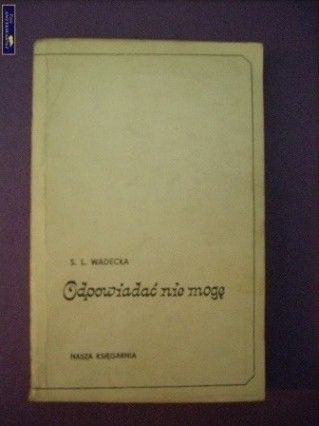 S. L. WADECKA
Odpowiadać nie mogę
NASZA KSIĘGARNIA